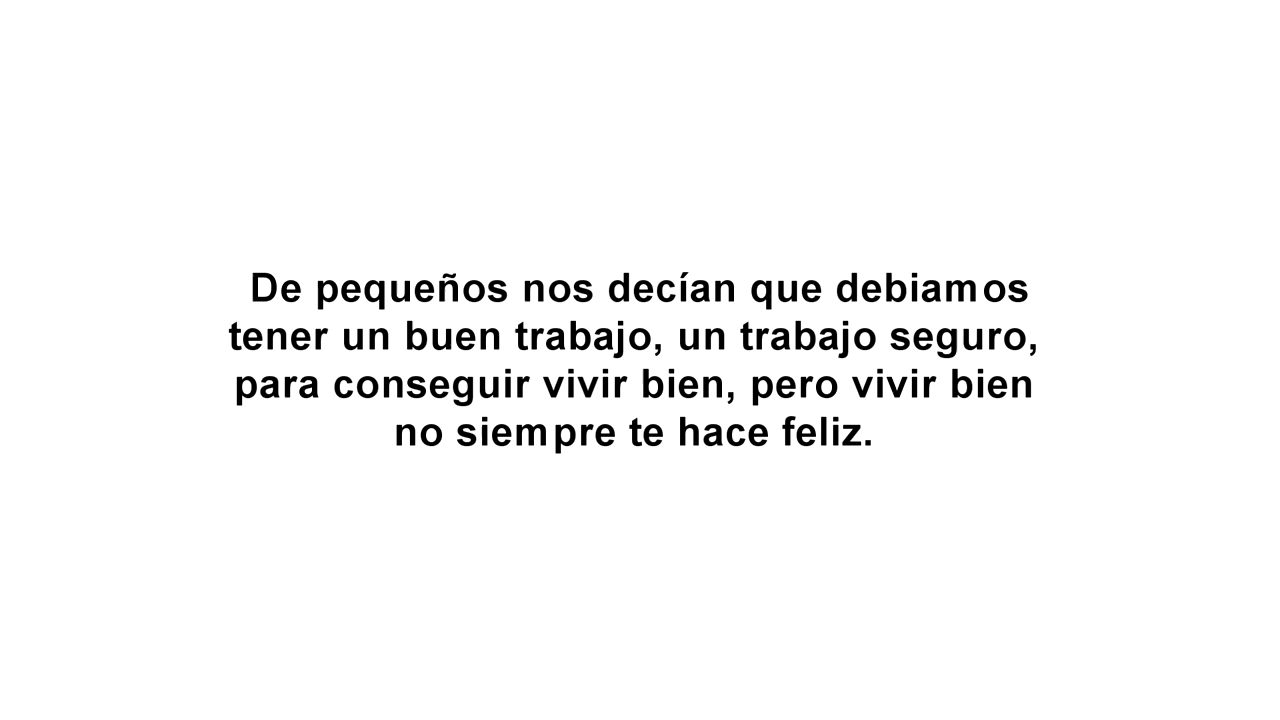 De pequeños nos decían que debiamos
tener un buen trabajo, un trabajo seguro,
para conseguir vivir bien, pero vivir bien
no siempre te hace feliz.